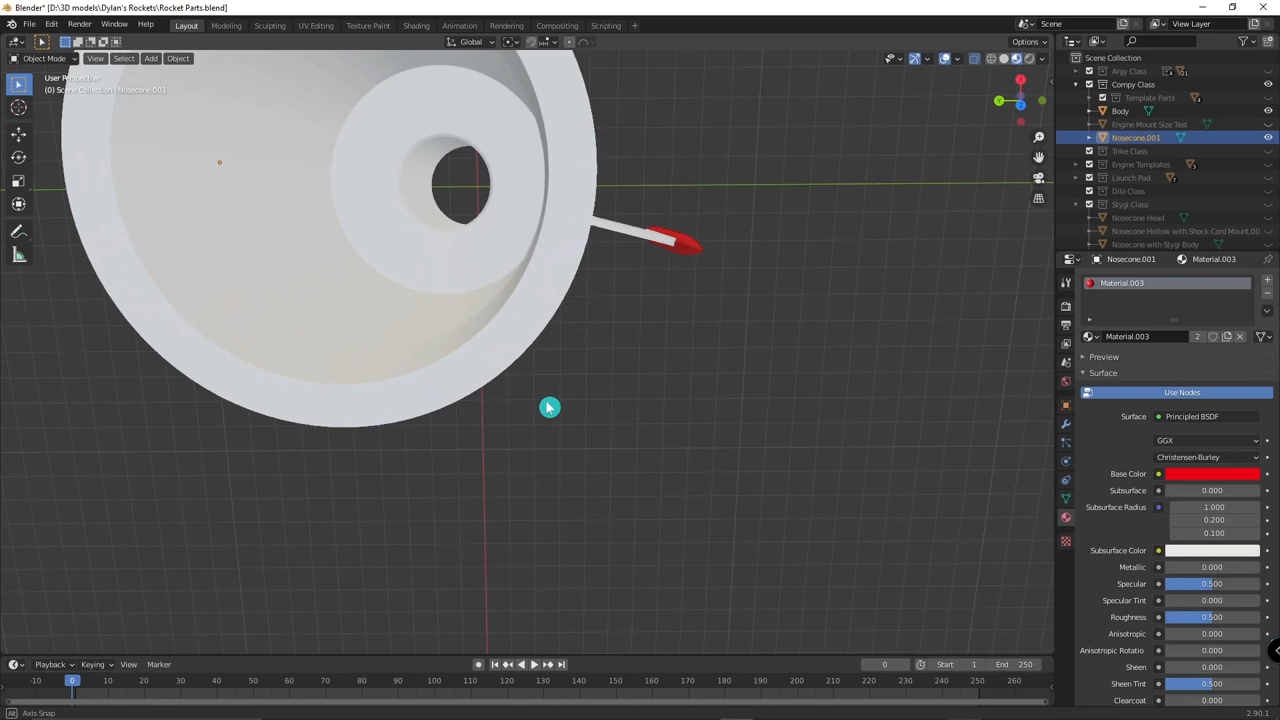 Blender* [D:\3D models\Dylan's Rockets\Rocket Parts.blend]
File Edit Render Window Help Layout Modeling Sculpting UV Editing Texture Paint Shading Animation Rendering Compositing Scripting Scene View Layer
Global Options
Object Mode View Select Add Object
User Perspective
(0) Scene Collection | Nosecone.001
X
Y
Z
Scene Collection
Argy Class 4 21
Compy Class
Template Parts 4
Body
Engine Mount Size Test
Nosecone.001
Trike Class
Engine Templates 3
Launch Pad 7
Dilo Class
Stygi Class
Nosecone Head
Nosecone Hollow with Shock Cord Mount.00
Nosecone with Stygi Body
Nosecone.001 Material.003
Material.003
Material.003 2
Preview
Surface
Use Nodes
Surface Principled BSDF
GGX
Christensen-Burley
Base Color
Subsurface 0.000
Subsurface Radius 1.000
0.200
0.100
Subsurface Color
Metallic 0.000
Specular 0.500
Specular Tint 0.000
Roughness 0.500
Anisotropic 0.000
Anisotropic Rotatio 0.000
Sheen 0.000
Sheen Tint 0.500
Clearcoat 0.000
Playback Keying View Marker 0 Start 1 End 250
-10 0 10 20 30 40 50 60 70 80 90 100 110 120 130 140 150 160 170 180 190 200 210 220 230 240 250 260
Axis Snap 2.90.1